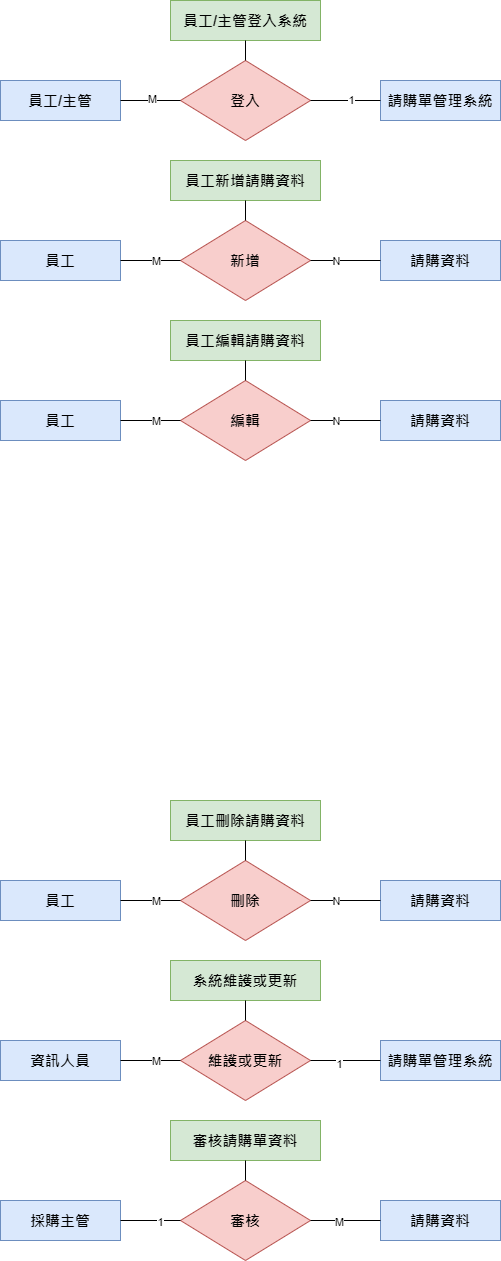 員工/主管登入系統
員工/主管
M
登入
1
請購單管理系統
員工新增請購資料
員工
M
新增
N
請購資料
員工編輯請購資料
員工
M
編輯
N
請購資料
員工刪除請購資料
員工
M
刪除
N
請購資料
系統維護或更新
資訊人員
M
維護或更新
1
請購單管理系統
審核請購單資料
採購主管
1
審核
M
請購資料